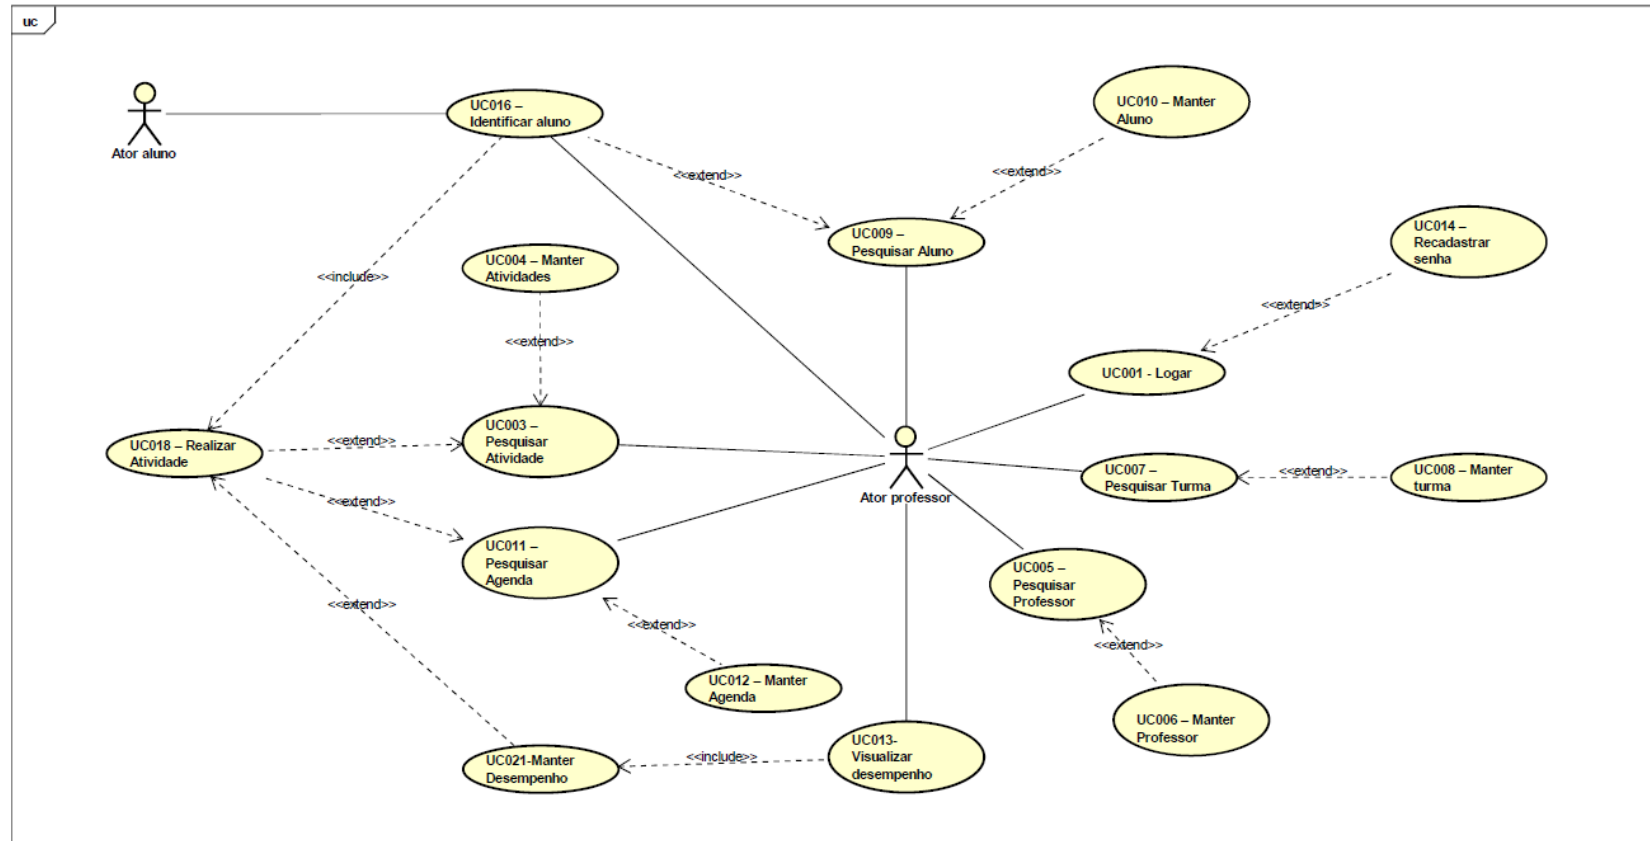 uc
UC016 –
Identificar aluno
UC010 – Manter
Aluno
Ator aluno
<<extend>>
<<extend>>
UC009 –
Pesquisar Aluno
UC014 –
Recadastrar
senha
UC004 – Manter
Atividades
<<include>>
<<extend>>
<<extend>>
UC001 - Logar
UC018 – Realizar
Atividade
<<extend>>
UC003 –
Pesquisar
Atividade
Ator professor
UC007 –
Pesquisar Turma
<<extend>>
UC008 – Manter
turma
<<extend>>
UC011 –
Pesquisar
Agenda
UC005 –
Pesquisar
Professor
<<extend>>
<<extend>>
<<extend>>
UC012 – Manter
Agenda
UC006 – Manter
Professor
UC021-Manter
Desempenho
<<include>>
UC013-
Visualizar
desempenho